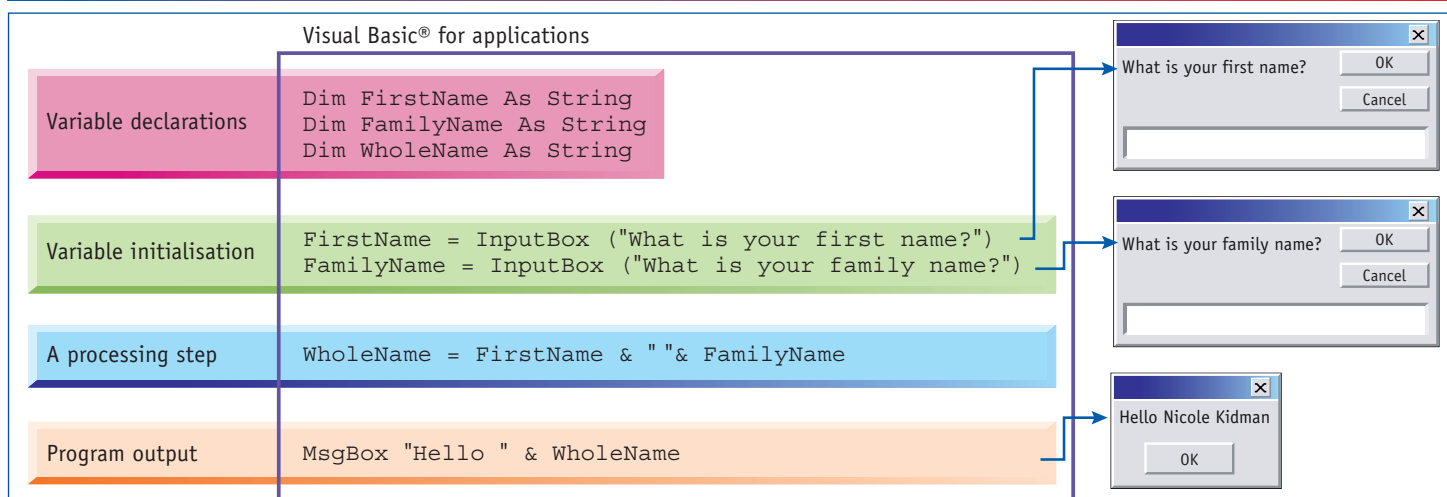 Visual Basic® for applications
Variable declarations
Dim FirstName As String
Dim FamilyName As String
Dim WholeName As String
Variable initialisation
FirstName = InputBox ("What is your first name?")
FamilyName = InputBox ("What is your family name?")
A processing step
WholeName = FirstName & " "& FamilyName
Program output
MsgBox "Hello " & WholeName
What is your first name?
OK
Cancel
What is your family name?
OK
Cancel
Hello Nicole Kidman
OK